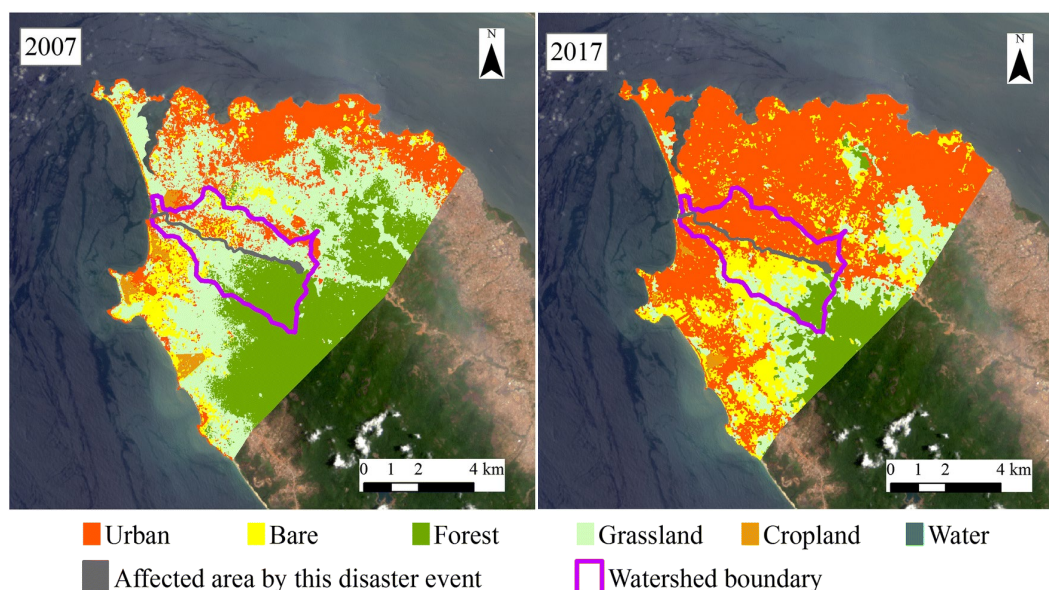 2007
N
2017
N
0 1 2 4 km
0 1 2 4 km
Urban Bare Forest Grassland Cropland Water
Affected area by this disaster event Watershed boundary